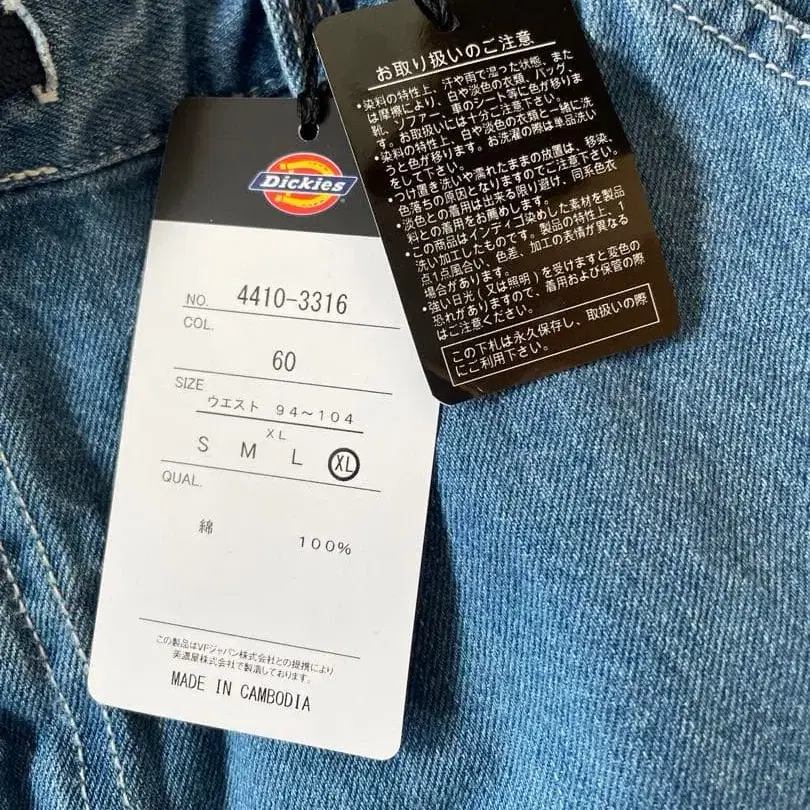 Dickies
NO. 4410-3316
COL.
60
SIZE
ウエスト 94～104
XL
S M L XL
QUAL.
綿
100%
この製品はVFジャパン株式会社との提携により
美濃屋株式会社で製造しております。
MADE IN CAMBODIA
お取り扱いのご注意
・染料の特性上、汗や雨で湿った状態、また
は摩擦により、白や淡色の衣類、バッグ、
靴、ソファー、車のシート等に色が移りま
す。お取扱いには十分ご注意下さい。
・染料の特性上、白や淡色の衣類と一緒に洗
うと色が移ります。お洗濯の際は単品洗い
をして下さい。
・つけ置き洗いや濡れたままの放置は、移染、
色落ちの原因となりますのでご注意下さい。
・淡色との着用は出来る限り避け、同系色衣
料との着用をお薦めします。
・この商品はインディゴ染めした素材を製品
洗い加工したものです。製品の特性上、1
点1点風合い、色差、加工の表情が異なる
場合があります。
・強い日光(又は照明)を受けますと変色の
恐れがありますので、着用および保管の際
はご注意ください。
この下札は永久保存し、取扱いの際
にご利用下さい。